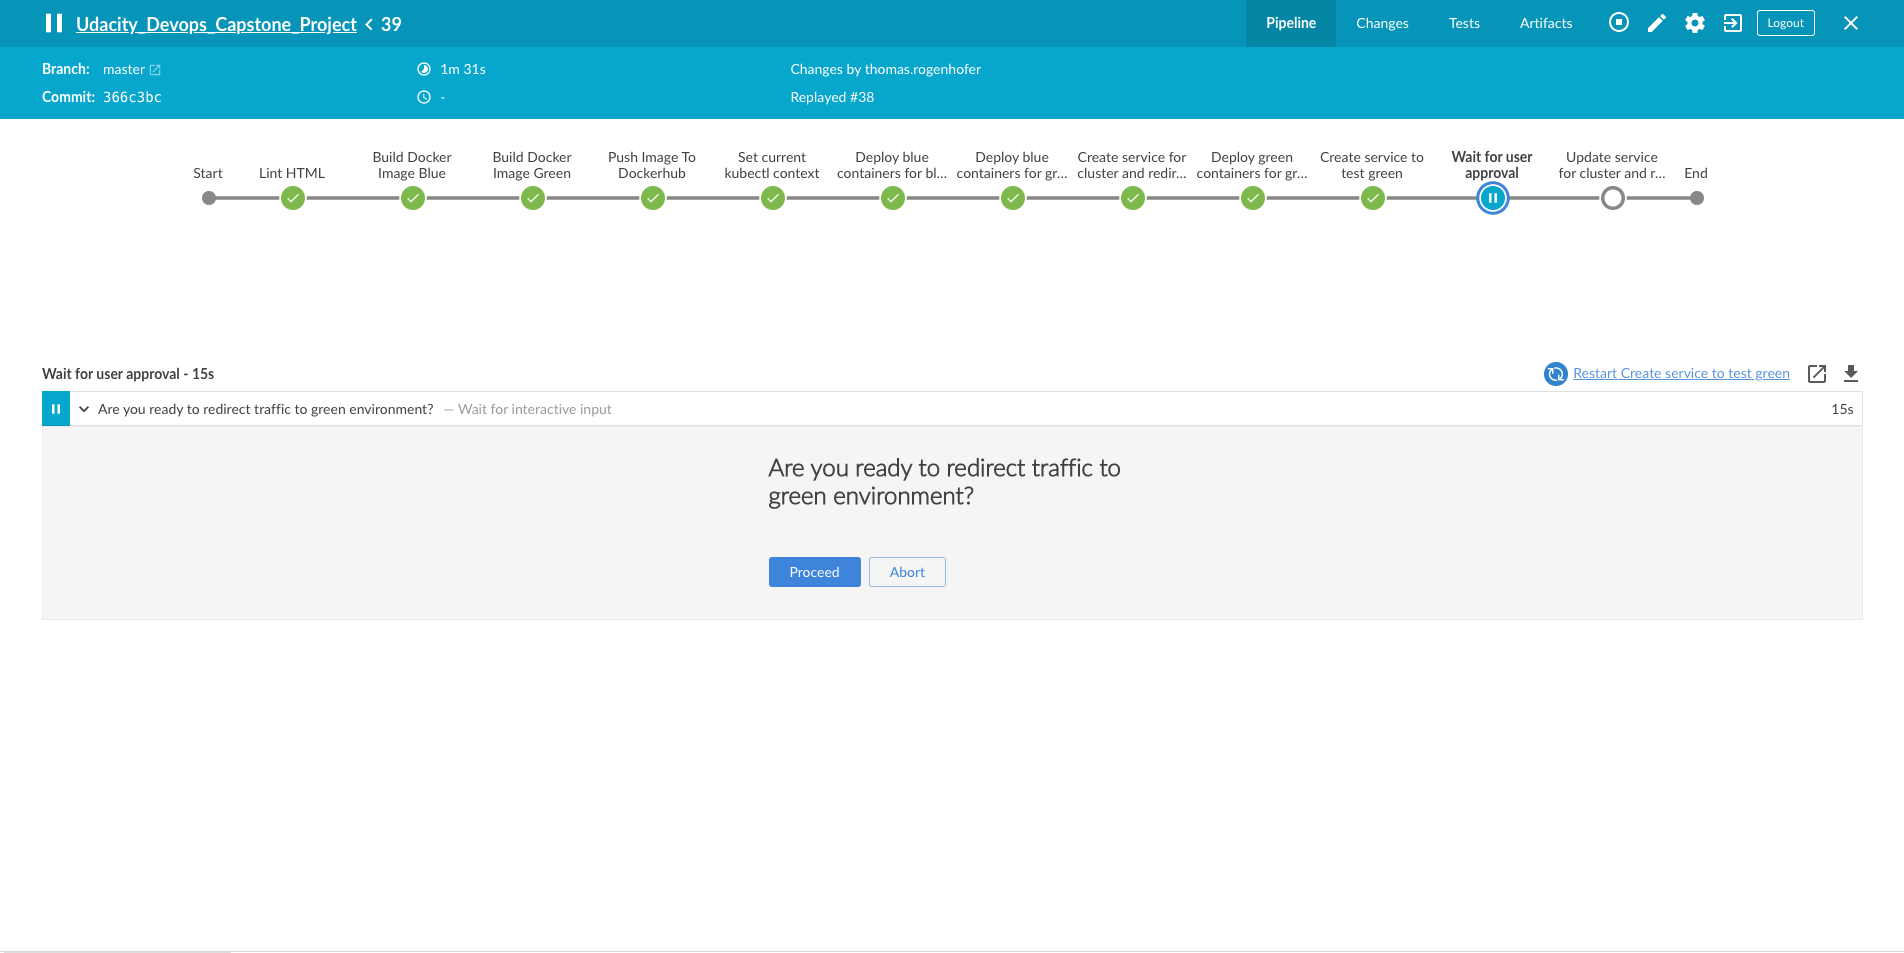 Udacity_Devops_Capstone_Project < 39
Pipeline
Changes
Tests
Artifacts
Logout
Branch: master
1m 31s
Changes by thomas.rogenhofer
Commit: 366c3bc
-
Replayed #38
Start
Lint HTML
Build Docker
Image Blue
Build Docker
Image Green
Push Image To
Dockerhub
Set current
kubectl context
Deploy blue
containers for bl...
Deploy blue
containers for gr...
Create service for
cluster and redir...
Deploy green
containers for gr...
Create service to
test green
Wait for user
approval
Update service
for cluster and r...
End
Wait for user approval - 15s
Restart Create service to test green
Are you ready to redirect traffic to green environment? — Wait for interactive input
15s
Are you ready to redirect traffic to
green environment?
Proceed
Abort